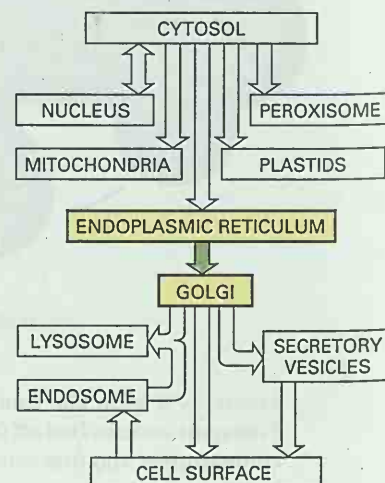 CYTOSOL
NUCLEUS
PEROXISOME
MITOCHONDRIA
PLASTIDS
ENDOPLASMIC RETICULUM
GOLGI
LYSOSOME
SECRETORY
VESICLES
ENDOSOME
CELL SURFACE